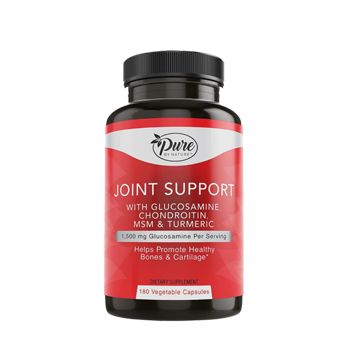 Pure
BY NATURE
JOINT SUPPORT
WITH GLUCOSAMINE
CHONDROITIN,
MSM & TURMERIC
1,500 mg Glucosamine Per Serving
Helps Promote Healthy
Bones & Cartilage*
DIETARY SUPPLEMENT
180 Vegetable Capsules